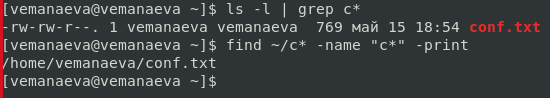 [vemanaeva@vemanaeva ~]$ ls -l | grep c*
-rw-rw-r--. 1 vemanaeva vemanaeva  769 май 15 18:54 conf.txt
[vemanaeva@vemanaeva ~]$ find ~/c* -name "c*" -print
/home/vemanaeva/conf.txt
[vemanaeva@vemanaeva ~]$